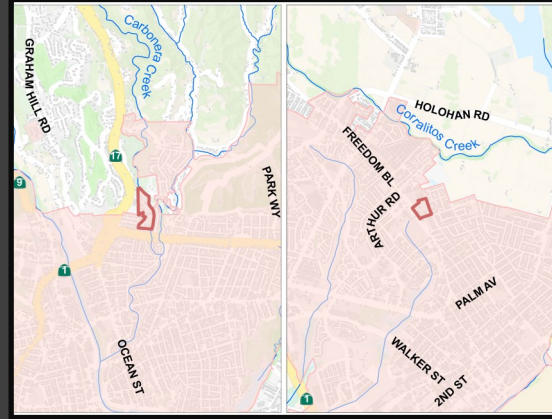 GRAHAM HILL RD
Carbonera
Creek
17
9
PARK WY
1
OCEAN ST
HOLOHAN RD
Corralitos Creek
FREEDOM BL
ARTHUR RD
PALM AV
WALKER ST
2ND ST
1